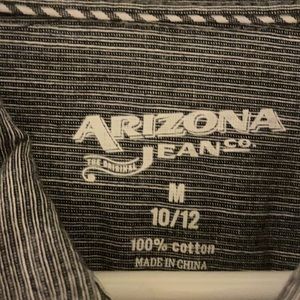 ARIZONA
THE ORIGINAL JEAN CO.
M
10/12
100% cotton
MADE IN CHINA